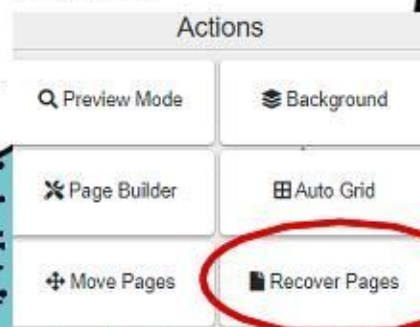 Actions
Preview Mode Background
Page Builder Auto Grid
Move Pages Recover Pages